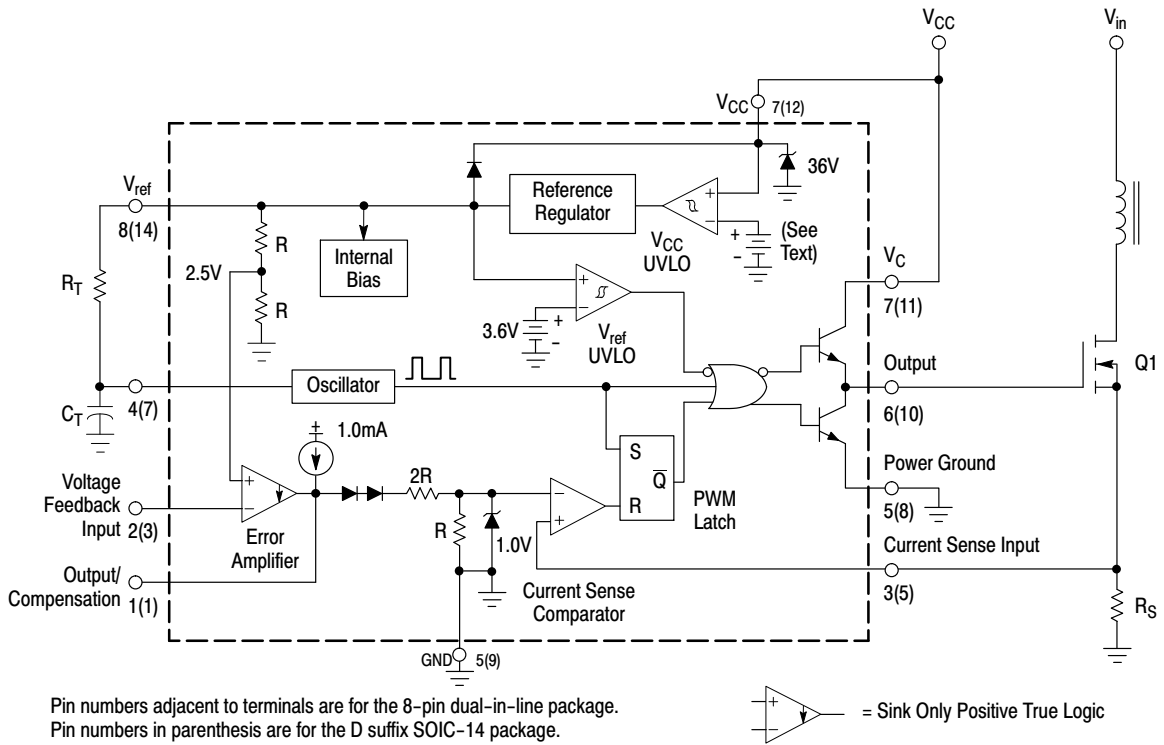 VCC
Vin
VCC 7(12)
Vref
8(14)
RT
2.5V
R
R
Internal
Bias
Reference
Regulator
+
−
VCC
UVLO
+
−
(See
Text)
36V
VC
7(11)
+
−
3.6V
+
−
Vref
UVLO
Output
6(10)
Q1
Oscillator
CT
4(7)
+
1.0mA
Voltage
Feedback
Input 2(3)
+
−
Error
Amplifier
2R
R
1.0V
−
+
Current Sense
Comparator
S
Q
R
PWM
Latch
Power Ground
5(8)
Current Sense Input
3(5)
RS
Output/
Compensation 1(1)
GND 5(9)
Pin numbers adjacent to terminals are for the 8−pin dual−in−line package.
Pin numbers in parenthesis are for the D suffix SOIC−14 package.
+
−
= Sink Only Positive True Logic